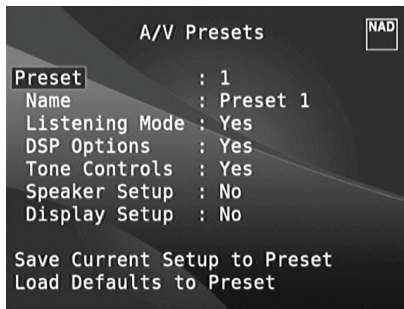 A/V Presets
NAD
Preset : 1
Name : Preset 1
Listening Mode : Yes
DSP Options : Yes
Tone Controls : Yes
Speaker Setup : No
Display Setup : No
Save Current Setup to Preset
Load Defaults to Preset